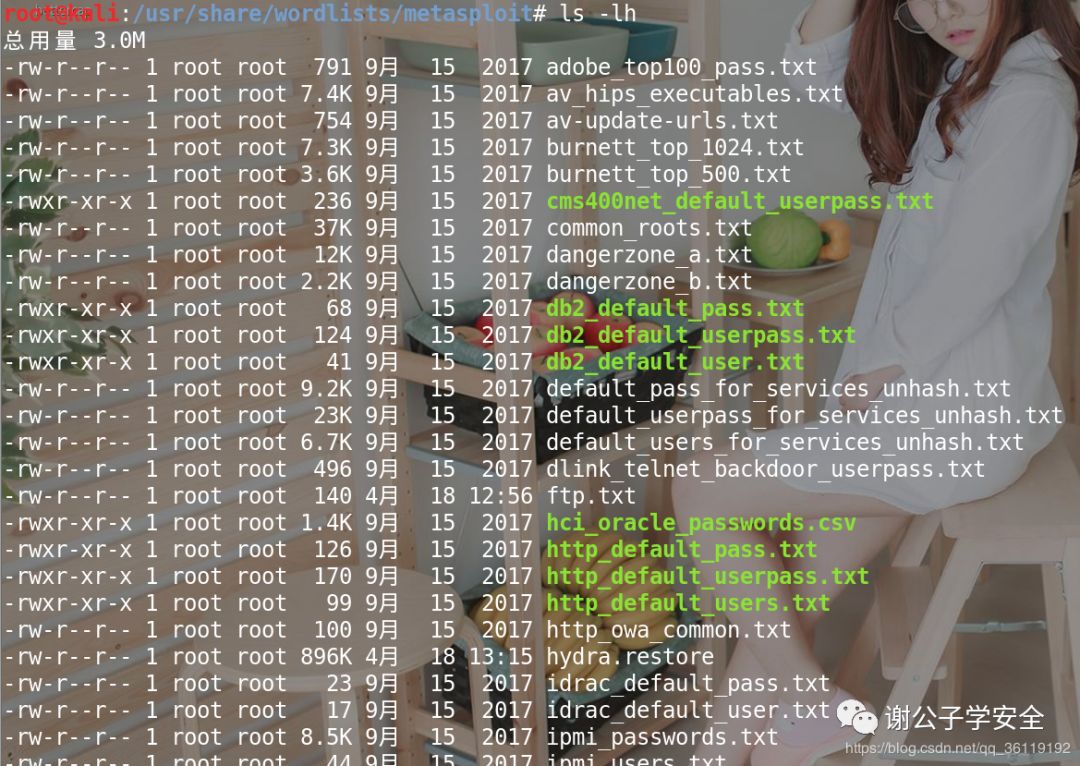 root@kali:/usr/share/wordlists/metasploit# ls -lh
总用量 3.0M
-rw-r--r-- 1 root root 791 9月 15 2017 adobe_top100_pass.txt
-rw-r--r-- 1 root root 7.4K 9月 15 2017 av_hips_executables.txt
-rw-r--r-- 1 root root 754 9月 15 2017 av-update-urls.txt
-rw-r--r-- 1 root root 7.3K 9月 15 2017 burnett_top_1024.txt
-rw-r--r-- 1 root root 3.6K 9月 15 2017 burnett_top_500.txt
-rwxr-xr-x 1 root root 236 9月 15 2017 cms400net_default_userpass.txt
-rw-r--r-- 1 root root 37K 9月 15 2017 common_roots.txt
-rw-r--r-- 1 root root 12K 9月 15 2017 dangerzone_a.txt
-rw-r--r-- 1 root root 2.2K 9月 15 2017 dangerzone_b.txt
-rwxr-xr-x 1 root root 68 9月 15 2017 db2_default_pass.txt
-rwxr-xr-x 1 root root 124 9月 15 2017 db2_default_userpass.txt
-rwxr-xr-x 1 root root 41 9月 15 2017 db2_default_user.txt
-rw-r--r-- 1 root root 9.2K 9月 15 2017 default_pass_for_services_unhash.txt
-rw-r--r-- 1 root root 23K 9月 15 2017 default_userpass_for_services_unhash.txt
-rw-r--r-- 1 root root 6.7K 9月 15 2017 default_users_for_services_unhash.txt
-rw-r--r-- 1 root root 496 9月 15 2017 dlink_telnet_backdoor_userpass.txt
-rw-r--r-- 1 root root 140 4月 18 12:56 ftp.txt
-rwxr-xr-x 1 root root 1.4K 9月 15 2017 hci_oracle_passwords.csv
-rwxr-xr-x 1 root root 126 9月 15 2017 http_default_pass.txt
-rwxr-xr-x 1 root root 170 9月 15 2017 http_default_userpass.txt
-rwxr-xr-x 1 root root 99 9月 15 2017 http_default_users.txt
-rw-r--r-- 1 root root 100 9月 15 2017 http_owa_common.txt
-rw-r--r-- 1 root root 896K 4月 18 13:15 hydra.restore
-rw-r--r-- 1 root root 23 9月 15 2017 idrac_default_pass.txt
-rw-r--r-- 1 root root 17 9月 15 2017 idrac_default_user.txt
-rw-r--r-- 1 root root 8.5K 9月 15 2017 ipmi_passwords.txt
-rw-r--r-- 1 root root 44 9月 15 2017 ipmi_users.txt
谢公子学安全
https://blog.csdn.net/qq_36119192